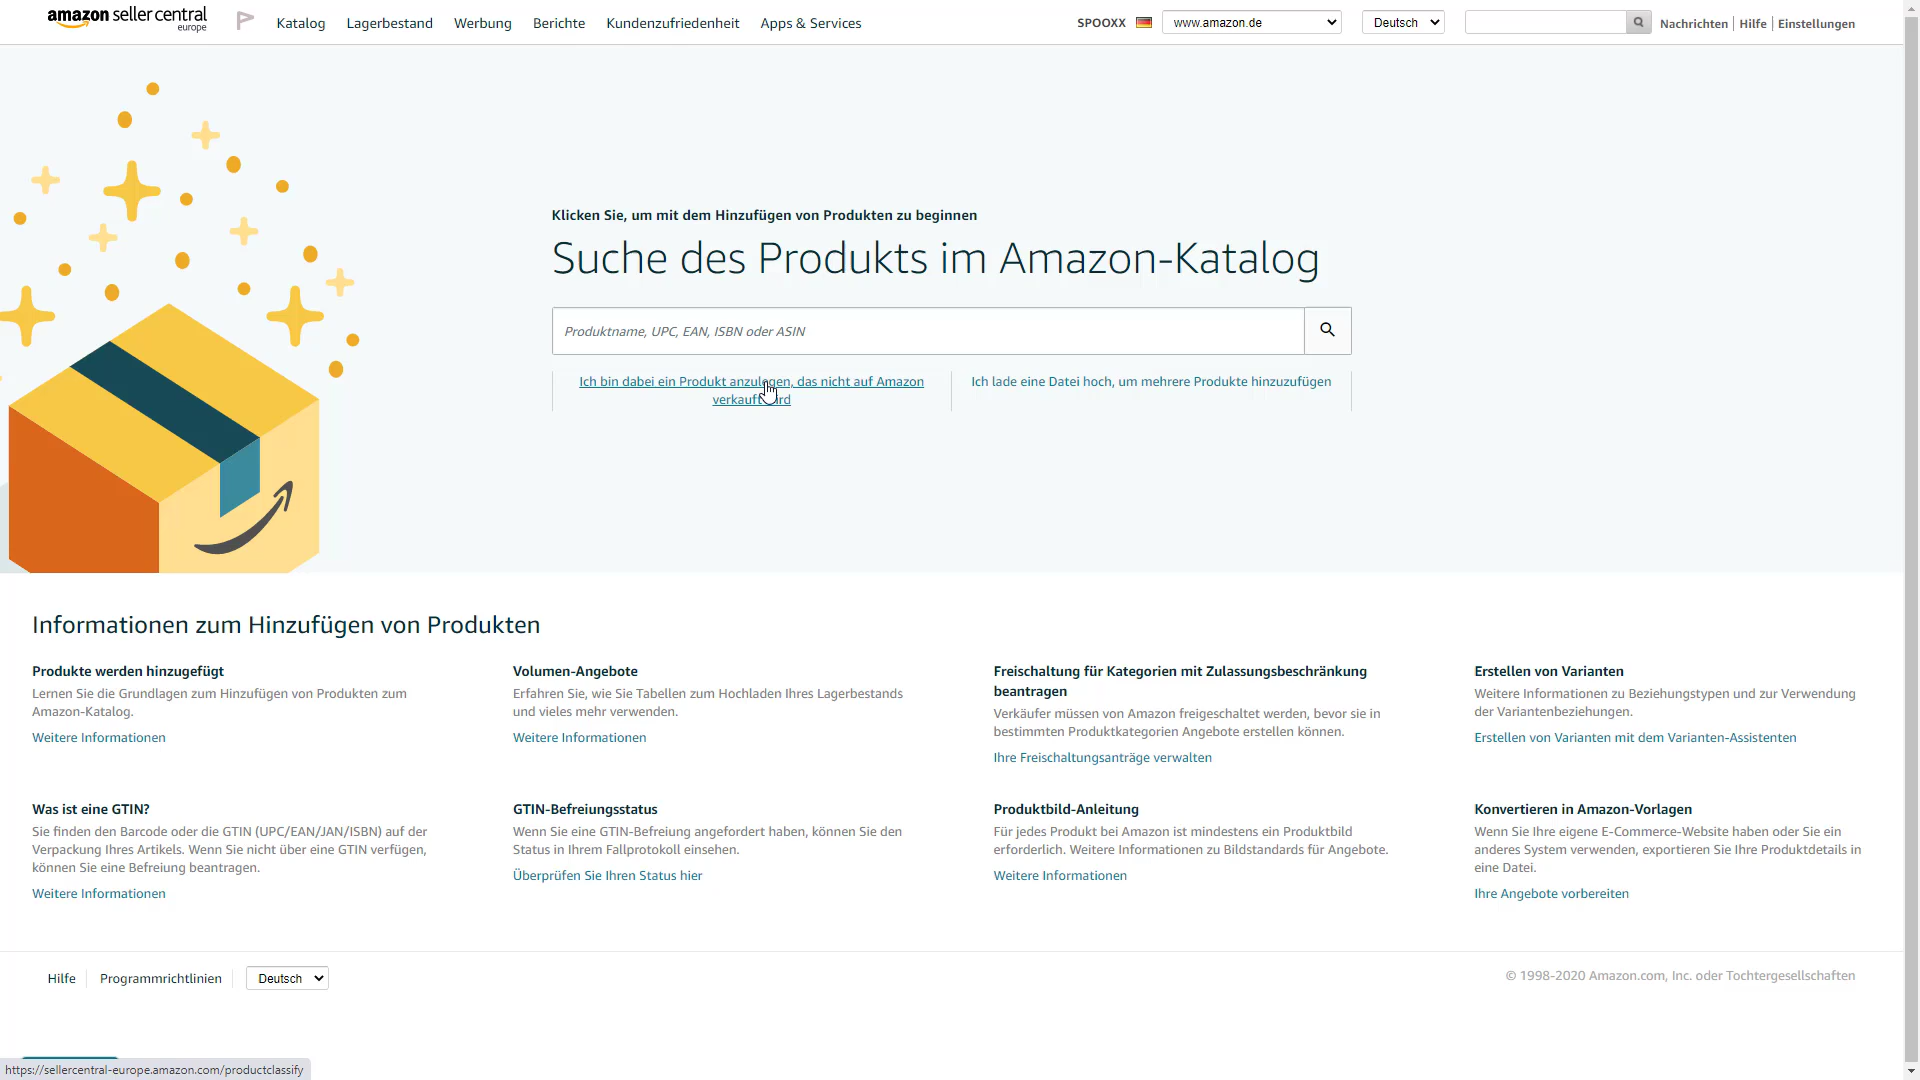 amazon seller central
europe
Katalog
Lagerbestand
Werbung
Berichte
Kundenzufriedenheit
Apps & Services
SPOOXX
www.amazon.de
Deutsch
Nachrichten
Hilfe
Einstellungen
Klicken Sie, um mit dem Hinzufügen von Produkten zu beginnen
Suche des Produkts im Amazon-Katalog
Produktname, UPC, EAN, ISBN oder ASIN
Ich bin dabei ein Produkt anzulegen, das nicht auf Amazon
verkauft wird
Ich lade eine Datei hoch, um mehrere Produkte hinzuzufügen
Informationen zum Hinzufügen von Produkten
Produkte werden hinzugefügt
Lernen Sie die Grundlagen zum Hinzufügen von Produkten zum
Amazon-Katalog.
Weitere Informationen
Volumen-Angebote
Erfahren Sie, wie Sie Tabellen zum Hochladen Ihres Lagerbestands
und vieles mehr verwenden.
Weitere Informationen
Freischaltung für Kategorien mit Zulassungsbeschränkung
beantragen
Verkäufer müssen von Amazon freigeschaltet werden, bevor sie in
bestimmten Produktkategorien Angebote erstellen können.
Ihre Freischaltungsanträge verwalten
Erstellen von Varianten
Weitere Informationen zu Beziehungstypen und zur Verwendung
der Variantenbeziehungen.
Erstellen von Varianten mit dem Varianten-Assistenten
Was ist eine GTIN?
Sie finden den Barcode oder die GTIN (UPC/EAN/JAN/ISBN) auf der
Verpackung Ihres Artikels. Wenn Sie nicht über eine GTIN verfügen,
können Sie eine Befreiung beantragen.
Weitere Informationen
GTIN-Befreiungsstatus
Wenn Sie eine GTIN-Befreiung angefordert haben, können Sie den
Status in Ihrem Fallprotokoll einsehen.
Überprüfen Sie Ihren Status hier
Produktbild-Anleitung
Für jedes Produkt bei Amazon ist mindestens ein Produktbild
erforderlich. Weitere Informationen zu Bildstandards für Angebote.
Weitere Informationen
Konvertieren in Amazon-Vorlagen
Wenn Sie Ihre eigene E-Commerce-Website haben oder Sie ein
anderes System verwenden, exportieren Sie Ihre Produktdetails in
eine Datei.
Ihre Angebote vorbereiten
Hilfe
Programmrichtlinien
Deutsch
© 1998-2020 Amazon.com, Inc. oder Tochtergesellschaften
https://sellercentral-europe.amazon.com/productclassify